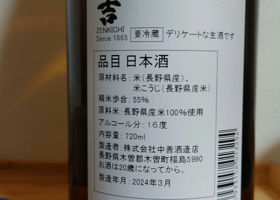 吉
ZENKICHI
Since 1865
要冷蔵 デリケートな生酒です
品目 日本酒
原材料名：米（長野県産）、
米こうじ（長野県産米）
精米歩合：55%
原料米：長野県産米100%使用
アルコール分：16度
内容量：720ml
製造者：株式会社中善酒造店
長野県木曽郡木曽町福島5990
お酒は20歳になってから。
製造年月：2024年3月